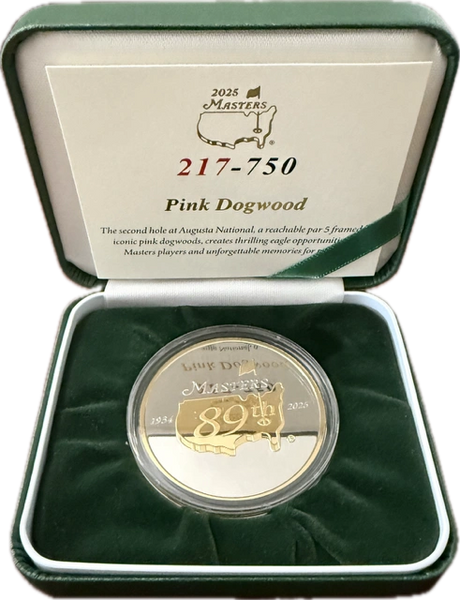 2025
MASTERS
®
217-750
Pink Dogwood
The second hole at Augusta National, a reachable par 5 framed
iconic pink dogwoods, creates thrilling eagle
Masters players and unforgettable memories for
Pink Dogwood
MASTERS
1934 89th 2025